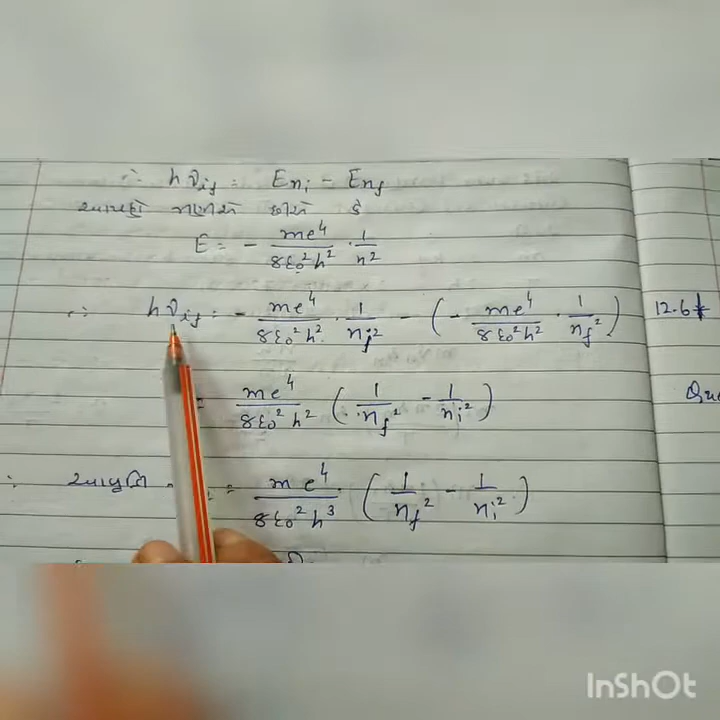 ∴ hν_if = E_ni - E_nf
આપણે જાણીએ છીએ કે
E = - me⁴/8ε₀²h² · 1/n²
∴ hν_if = - me⁴/8ε₀²h² · 1/n_i² - (- me⁴/8ε₀²h² · 1/n_f²) 12.6
= me⁴/8ε₀²h² (1/n_f² - 1/n_i²)
∴ આવૃત્તિ = me⁴/8ε₀²h³ (1/n_f² - 1/n_i²)
InShOt